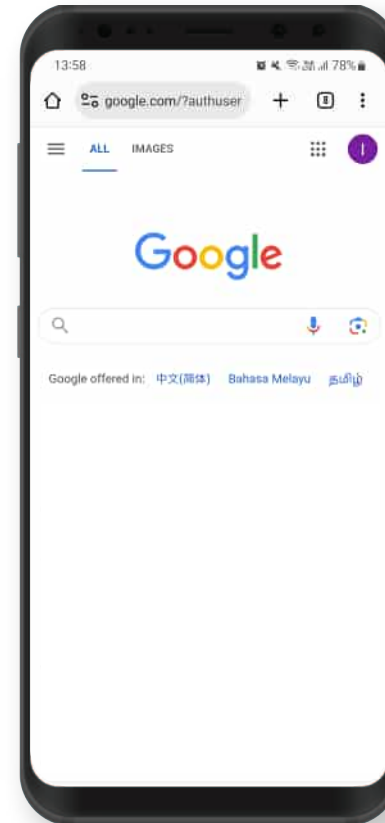 13:58 78%
google.com/?authuser 8
ALL IMAGES I
Google
Google offered in: 中文(简体) Bahasa Melayu தமிழ்